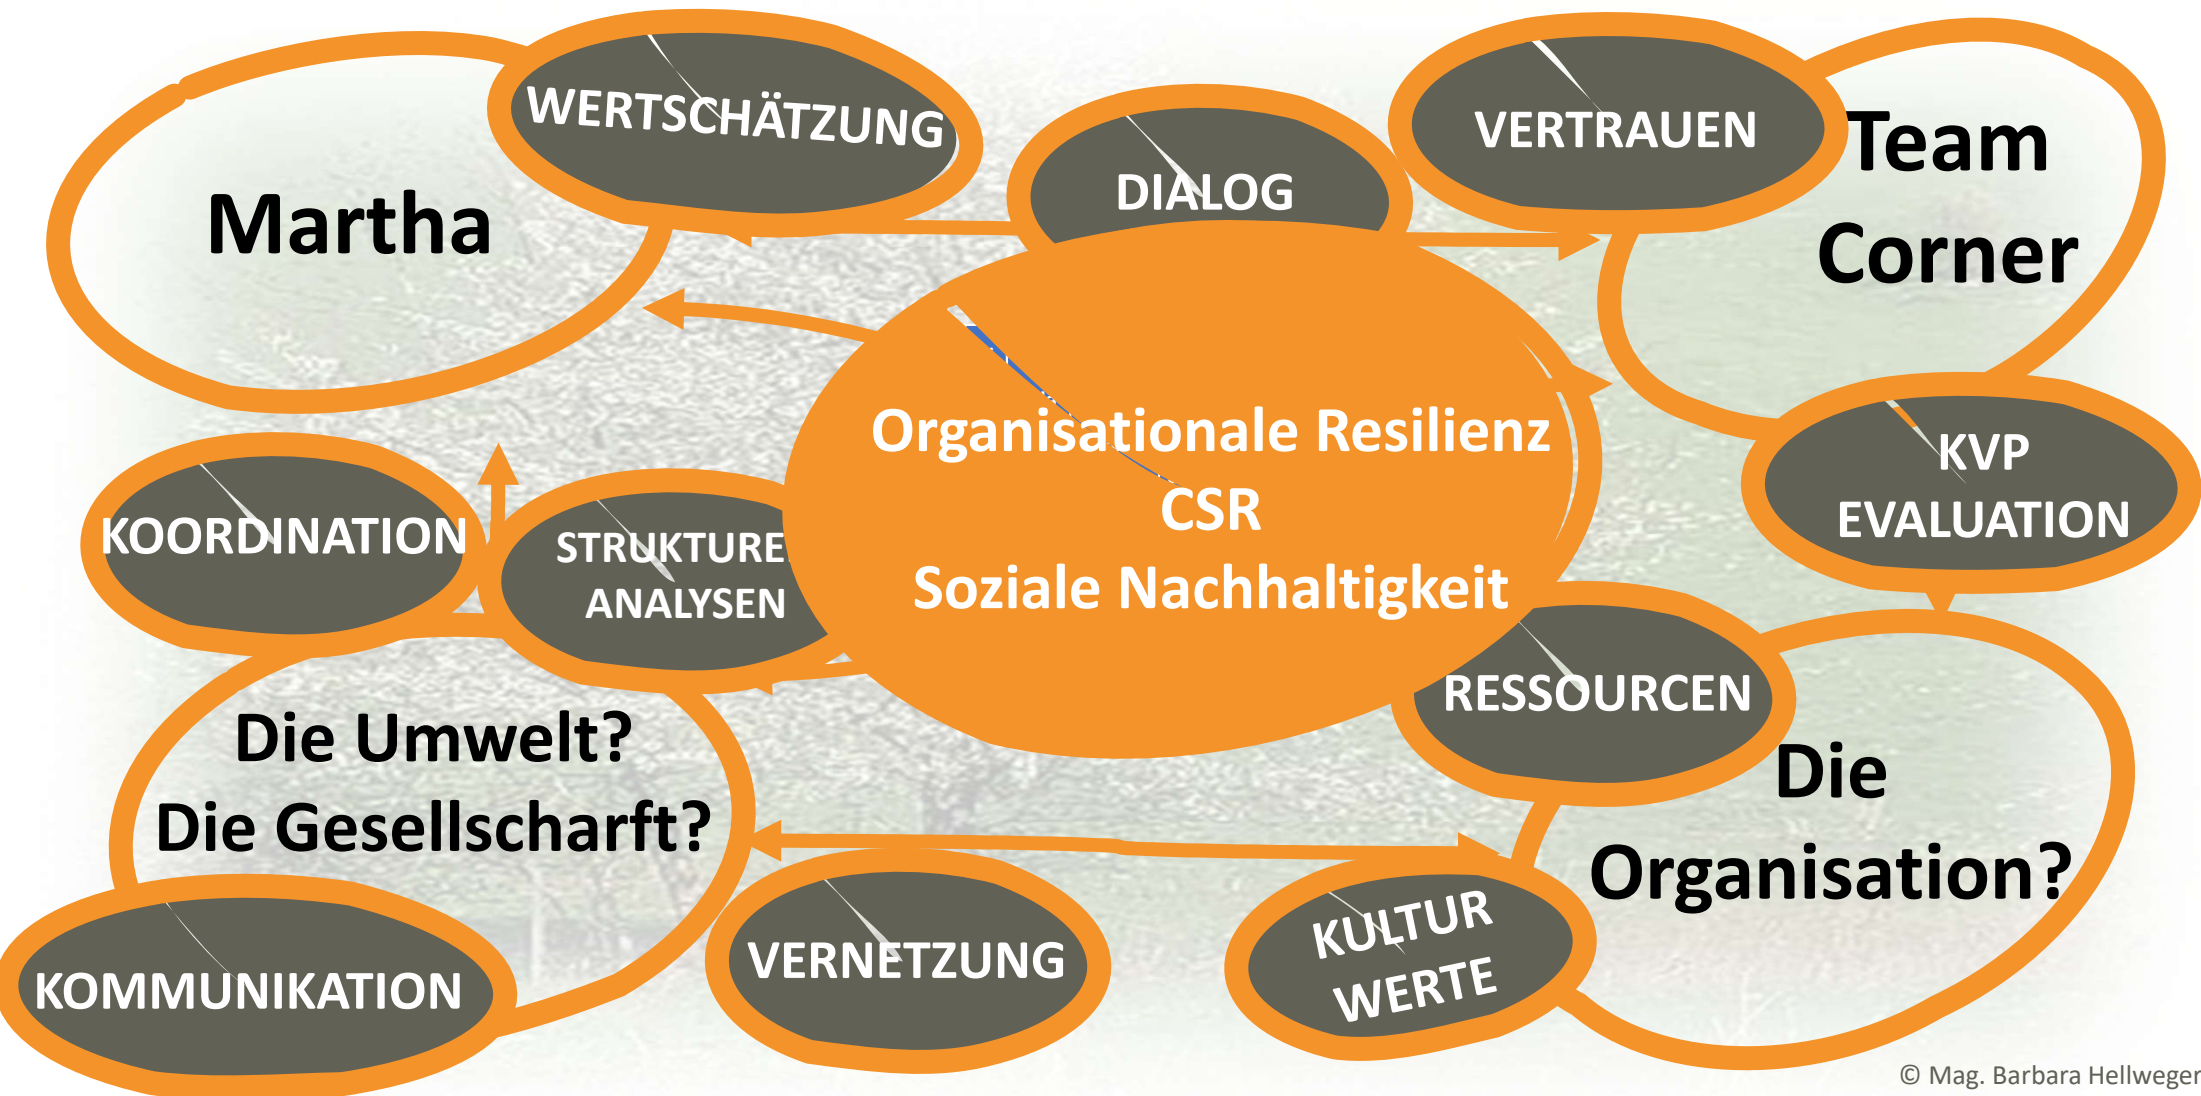 WERTSCHÄTZUNG
VERTRAUEN
Team
Corner
DIALOG
Martha
Organisationale Resilienz
CSR
Soziale Nachhaltigkeit
KVP
EVALUATION
KOORDINATION
STRUKTURE
ANALYSEN
RESSOURCEN
Die Umwelt?
Die Gesellscharft?
Die
Organisation?
KULTUR
WERTE
VERNETZUNG
KOMMUNIKATION
© Mag. Barbara Hellweger